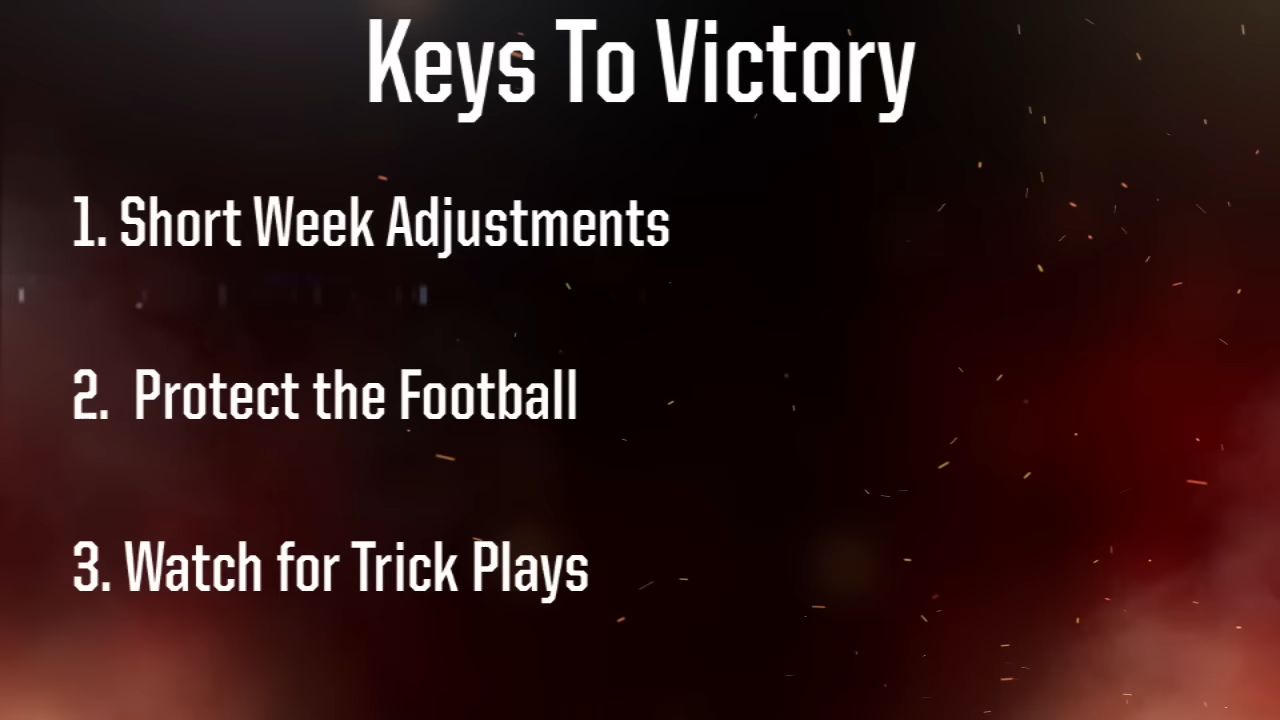 Keys To Victory
1. Short Week Adjustments
2.  Protect the Football
3. Watch for Trick Plays